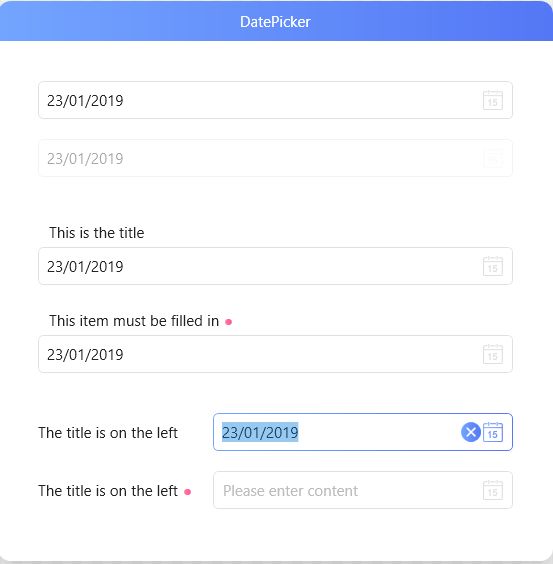 DatePicker
23/01/2019
15
23/01/2019
15
This is the title
23/01/2019
15
This item must be filled in
23/01/2019
15
The title is on the left 23/01/2019 15
The title is on the left Please enter content 15